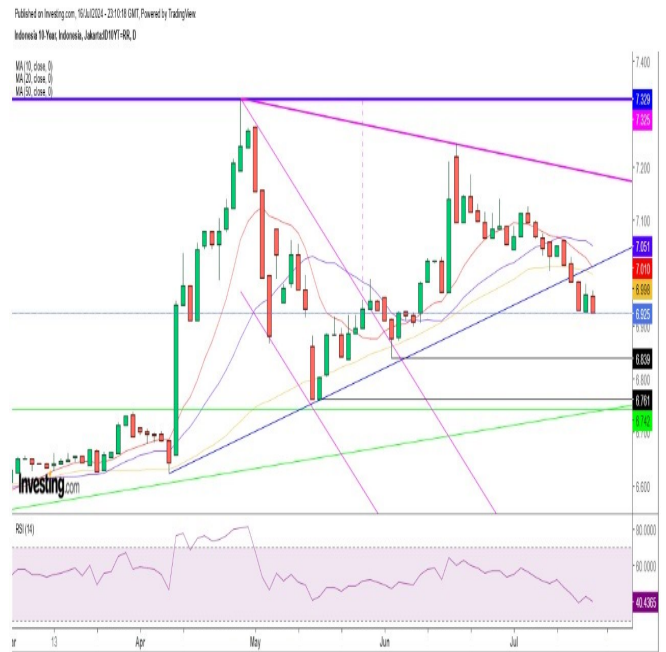 Published on Investing.com, 16/Jul/2024 - 23:10:18 GMT, Powered by TradingView
Indonesia 10-Year, Indonesia, Jakarta:ID10YT=RR, D
MA (10, close, 0)
MA (20, close, 0)
MA (50, close, 0)
7.400
7.329
7.325
7.200
7.100
7.051
7.010
6.998
6.925
6.900
6.839
6.800
6.761
6.742
6.700
6.600
Investing.com
RSI (14)
80.0000
60.0000
40.4365
13
Apr
May
Jun
Jul